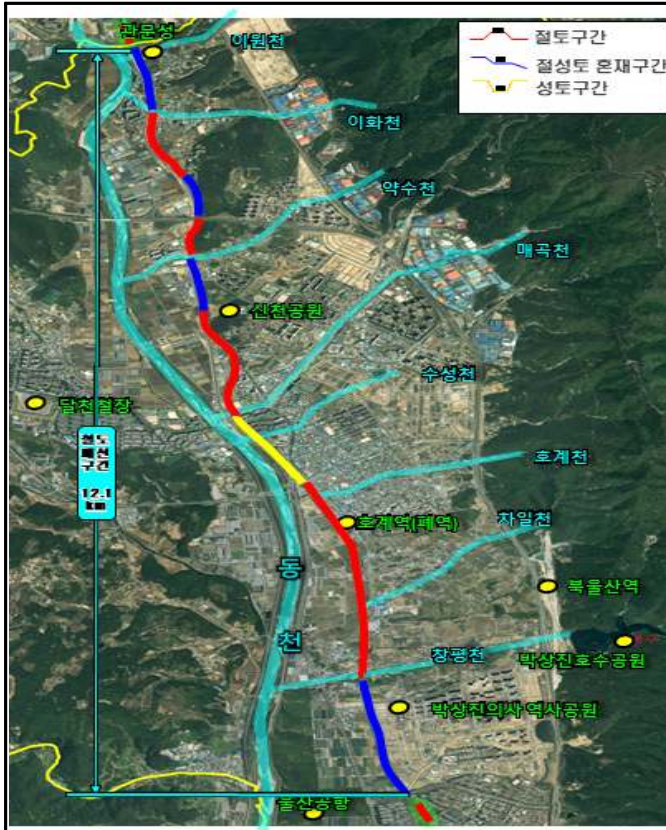 절토구간
절성토 혼재구간
성토구간
관문성
이원천
이화천
약수천
매곡천
신천공원
수성천
달천철장
철도
폐선
구간
12.1
km
호계천
호계역(폐역)
차일천
동
천
북울산역
창평천
박상진호수공원
박상진의사 역사공원
울산공항